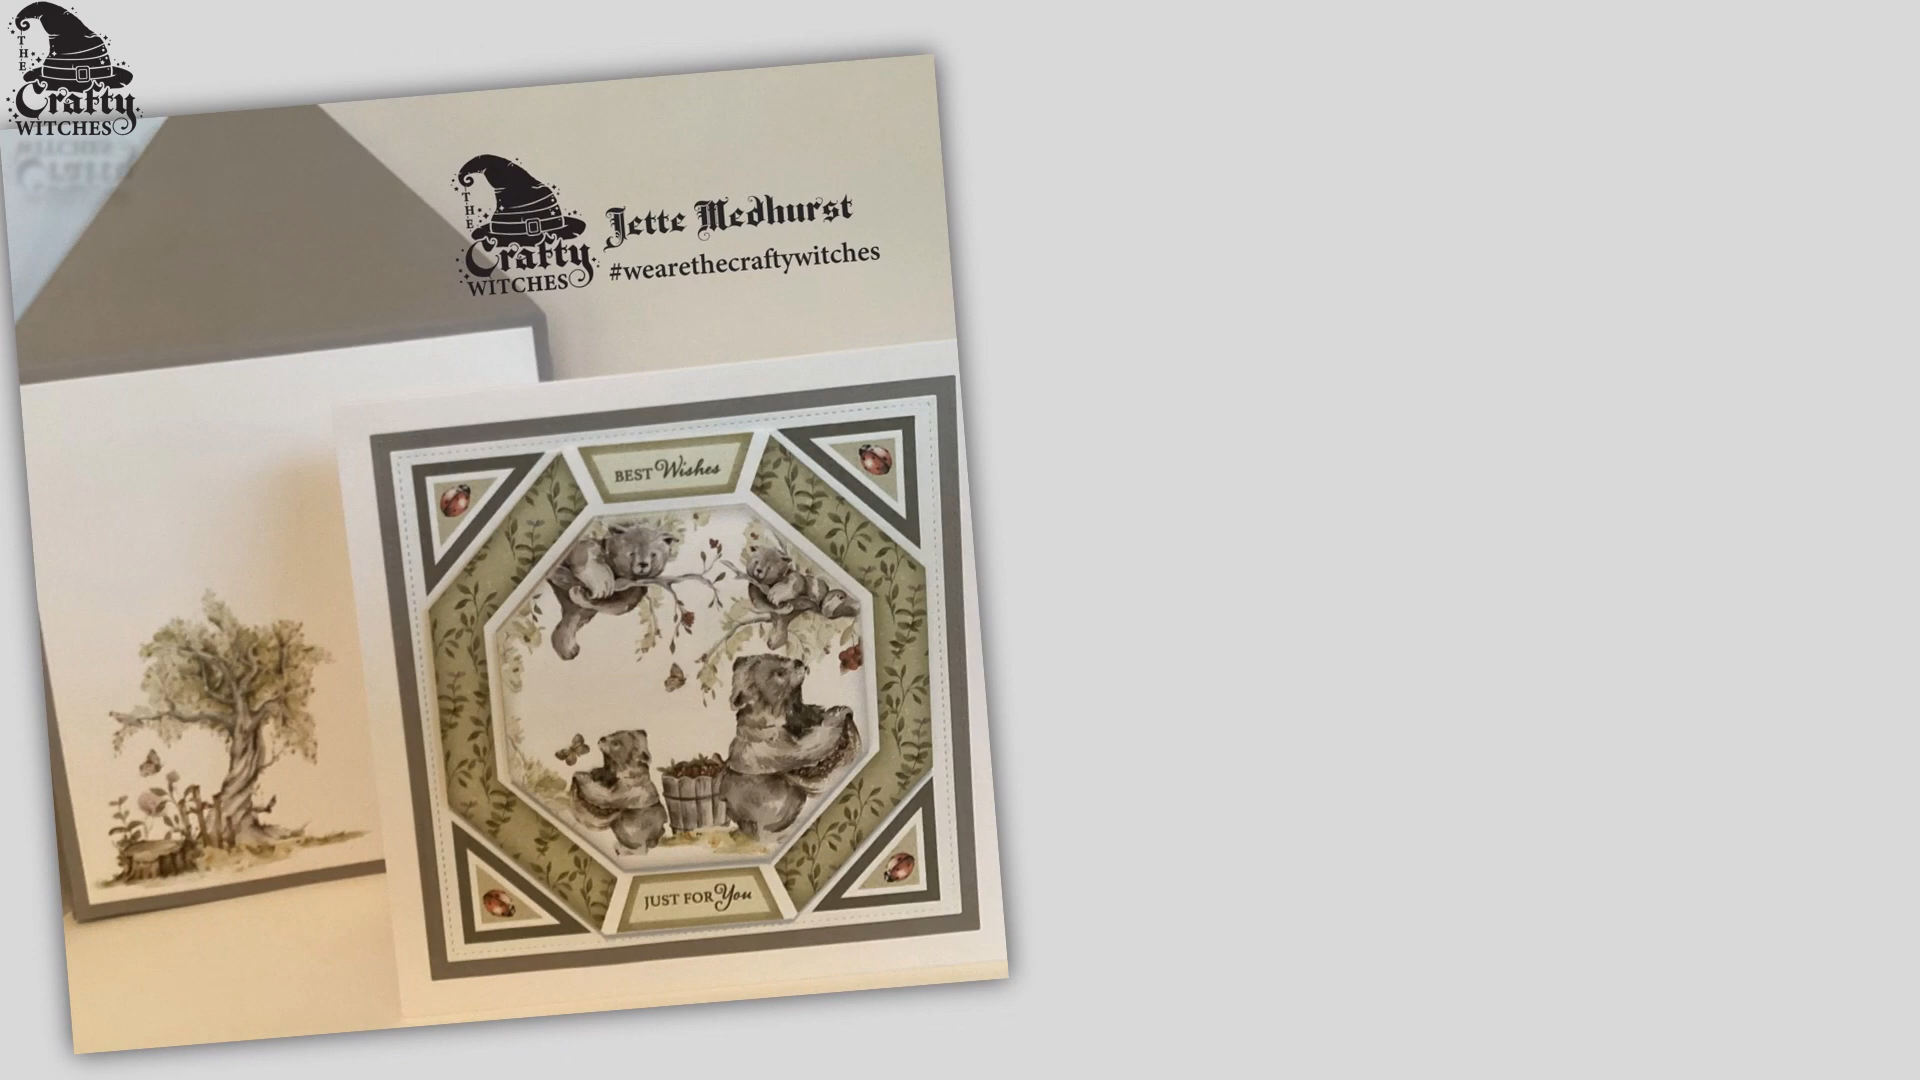 THE
Crafty
WITCHES
THE
Crafty
WITCHES
Jette Medhurst
#wearethecraftywitches
BEST Wishes
JUST FOR You